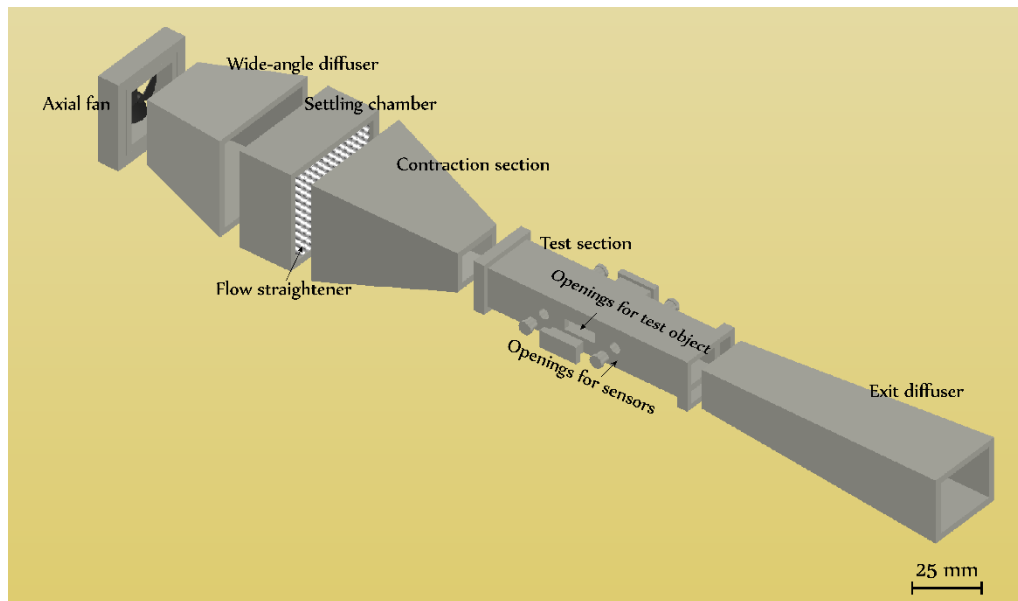 Wide-angle diffuser
Axial fan
Settling chamber
Contraction section
Test section
Flow straightener
Openings for test object
Openings for sensors
Exit diffuser
25 mm